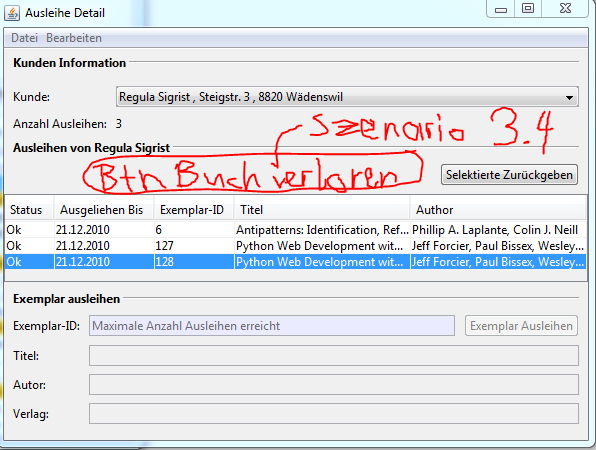 Ausleihe Detail
Datei Bearbeiten
Kunden Information
Kunde: Regula Sigrist , Steigstr. 3 , 8820 Wädenswil
Anzahl Ausleihen: 3
Szenario 3.4
Ausleihen von Regula Sigrist
Btn Buch verloren
Selektierte Zurückgeben
Status Ausgeliehen Bis Exemplar-ID Titel Author
Ok 21.12.2010 6 Antipatterns: Identification, Ref... Phillip A. Laplante, Colin J. Neill
Ok 21.12.2010 127 Python Web Development wit... Jeff Forcier, Paul Bissex, Wesley...
Ok 21.12.2010 128 Python Web Development wit... Jeff Forcier, Paul Bissex, Wesley...
Exemplar ausleihen
Exemplar-ID: Maximale Anzahl Ausleihen erreicht Exemplar Ausleihen
Titel:
Autor:
Verlag: